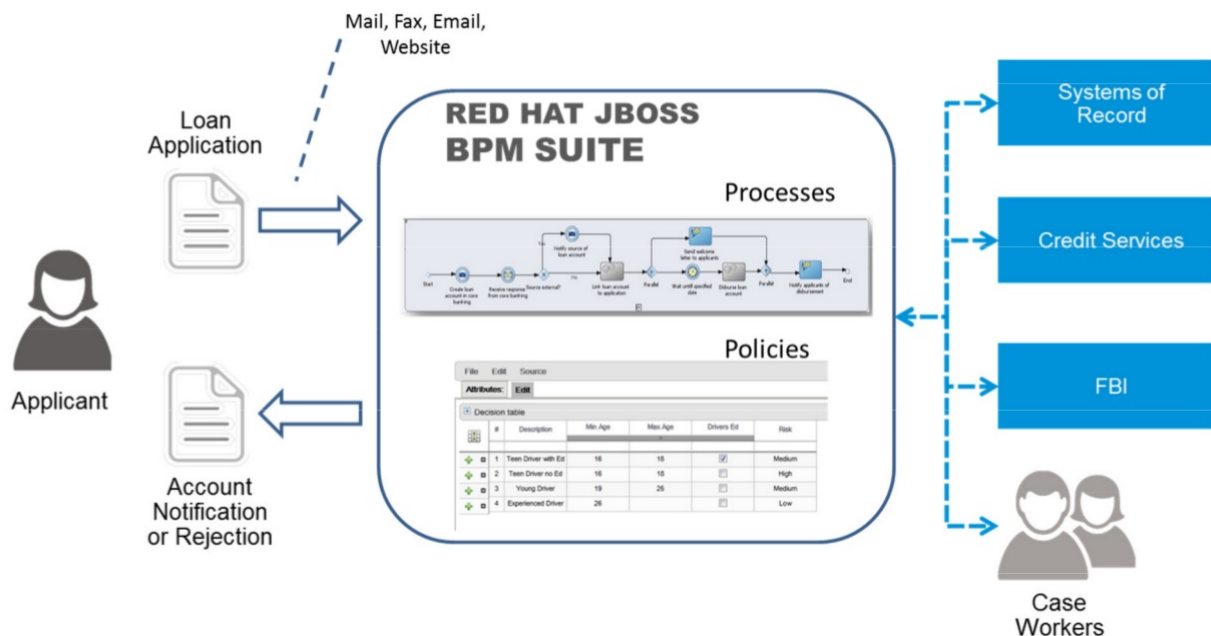 Mail, Fax, Email,
Website
Loan
Application
Applicant
Account
Notification
or Rejection
RED HAT JBOSS
BPM SUITE
Processes
Start
Create loan
account in core
banking
Receive response
from core banking
Source external?
Yes
No
Notify source of
loan account
Link loan account
to application
Parallel
Send welcome
letter to applicants
Wait until specified
date
Disburse loan
account
Parallel
Notify applicants of
disbursement
End
Policies
File Edit Source
Attributes: Edit
Decision table
# Description Min Age Max Age Drivers Ed Risk
1 Teen Driver with Ed 16 18 Medium
2 Teen Driver no Ed 16 18 High
3 Young Driver 19 25 Medium
4 Experienced Driver 26 Low
Systems of
Record
Credit Services
FBI
Case
Workers